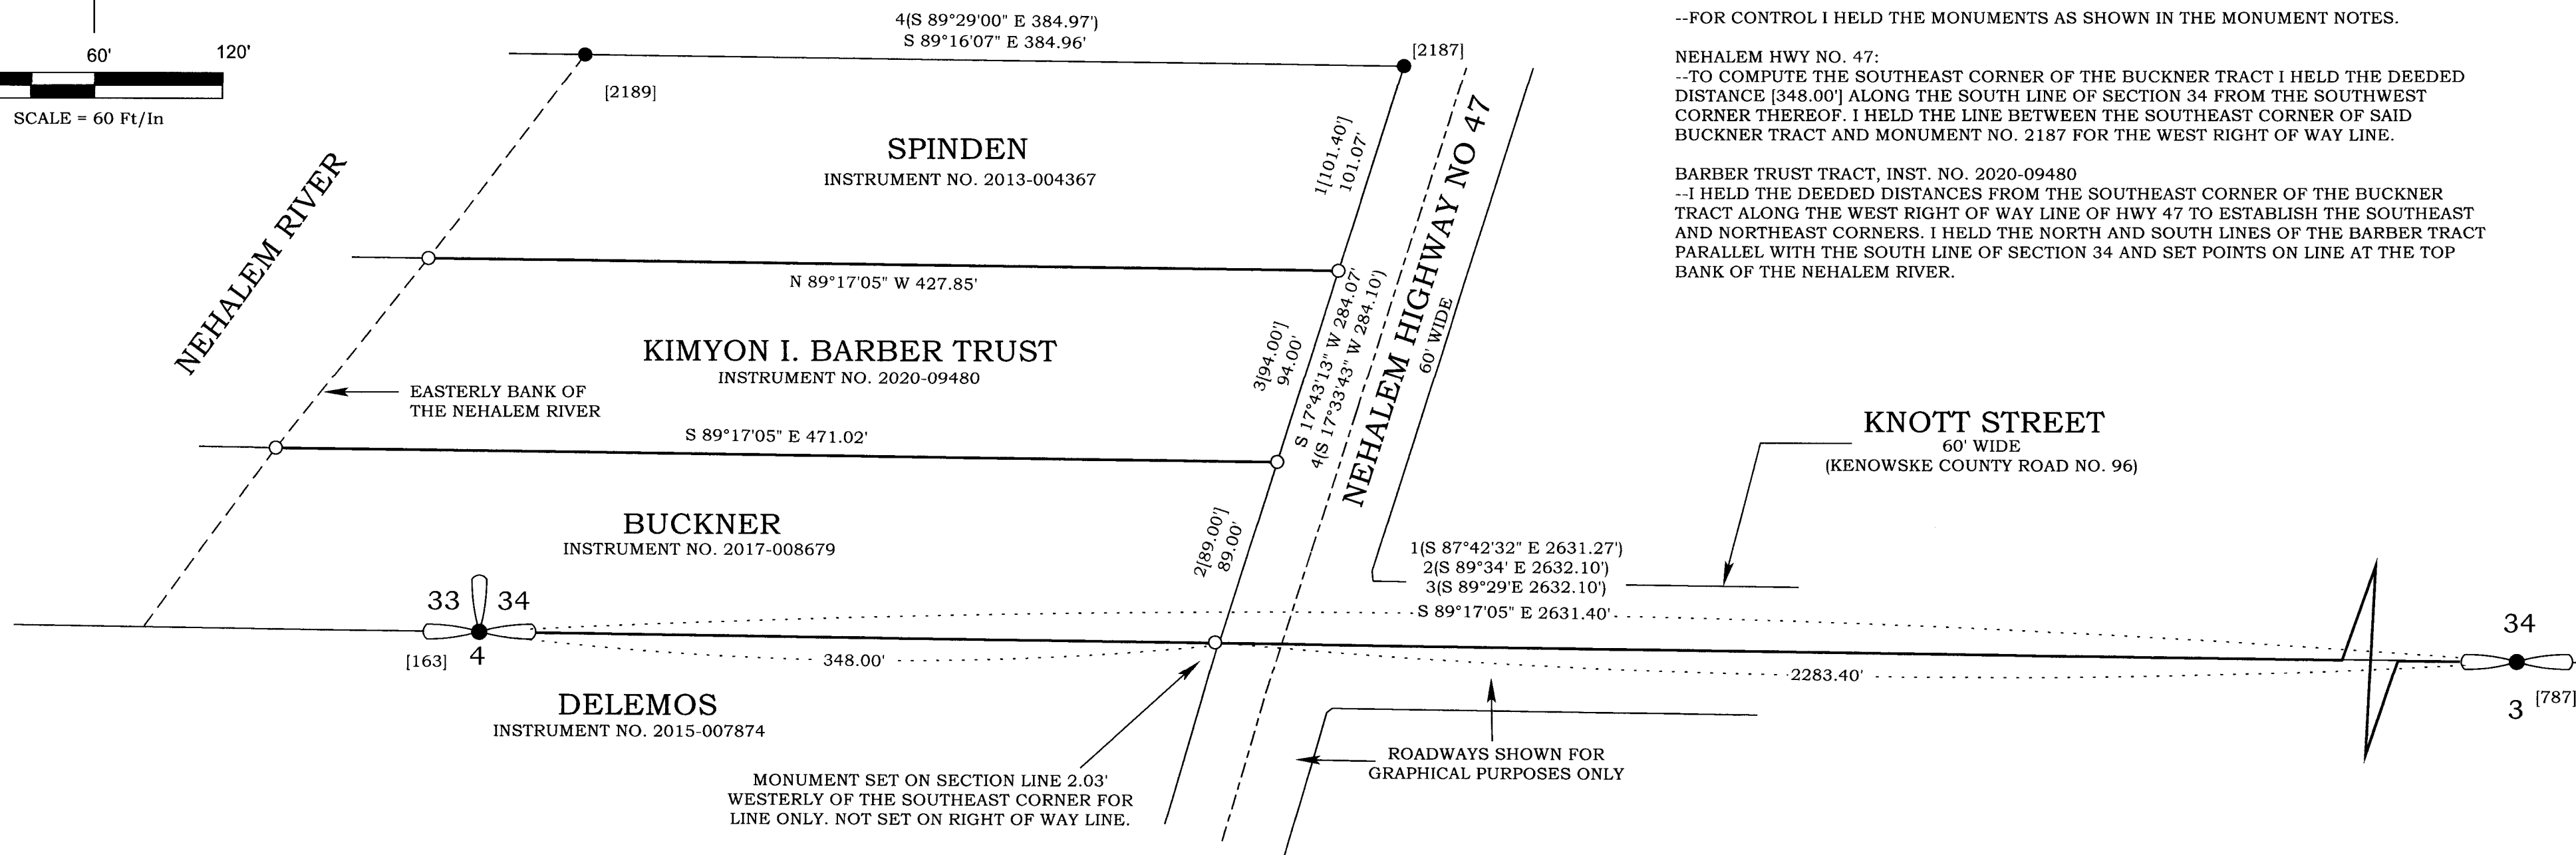 60'
120'
SCALE = 60 Ft/In
4(S 89°29'00" E 384.97')
S 89°16'07" E 384.96'
[2187]
[2189]
--FOR CONTROL I HELD THE MONUMENTS AS SHOWN IN THE MONUMENT NOTES.
NEHALEM HWY NO. 47:
--TO COMPUTE THE SOUTHEAST CORNER OF THE BUCKNER TRACT I HELD THE DEEDED
DISTANCE [348.00'] ALONG THE SOUTH LINE OF SECTION 34 FROM THE SOUTHWEST
CORNER THEREOF. I HELD THE LINE BETWEEN THE SOUTHEAST CORNER OF SAID
BUCKNER TRACT AND MONUMENT NO. 2187 FOR THE WEST RIGHT OF WAY LINE.
BARBER TRUST TRACT, INST. NO. 2020-09480
--I HELD THE DEEDED DISTANCES FROM THE SOUTHEAST CORNER OF THE BUCKNER
TRACT ALONG THE WEST RIGHT OF WAY LINE OF HWY 47 TO ESTABLISH THE SOUTHEAST
AND NORTHEAST CORNERS. I HELD THE NORTH AND SOUTH LINES OF THE BARBER TRACT
PARALLEL WITH THE SOUTH LINE OF SECTION 34 AND SET POINTS ON LINE AT THE TOP
BANK OF THE NEHALEM RIVER.
SPINDEN
INSTRUMENT NO. 2013-004367
1[101.40']
101.07'
NEHALEM RIVER
N 89°17'05" W 427.85'
NEHALEM HIGHWAY NO 47
60' WIDE
S 17°43'13" W 284.07'
4(S 17°33'43" W 284.10')
KIMYON I. BARBER TRUST
INSTRUMENT NO. 2020-09480
3[94.00']
94.00'
EASTERLY BANK OF
THE NEHALEM RIVER
S 89°17'05" E 471.02'
KNOTT STREET
60' WIDE
(KENOWSKE COUNTY ROAD NO. 96)
BUCKNER
INSTRUMENT NO. 2017-008679
2[89.00']
89.00'
1(S 87°42'32" E 2631.27')
2(S 89°34' E 2632.10')
3(S 89°29'E 2632.10')
S 89°17'05" E 2631.40'
33 34
[163] 4
348.00'
2283.40'
34
3 [787]
DELEMOS
INSTRUMENT NO. 2015-007874
MONUMENT SET ON SECTION LINE 2.03'
WESTERLY OF THE SOUTHEAST CORNER FOR
LINE ONLY. NOT SET ON RIGHT OF WAY LINE.
ROADWAYS SHOWN FOR
GRAPHICAL PURPOSES ONLY